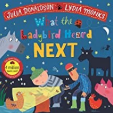 JULIA DONALDSON LYDIA MONKS
What the
Ladybird Heard
NEXT